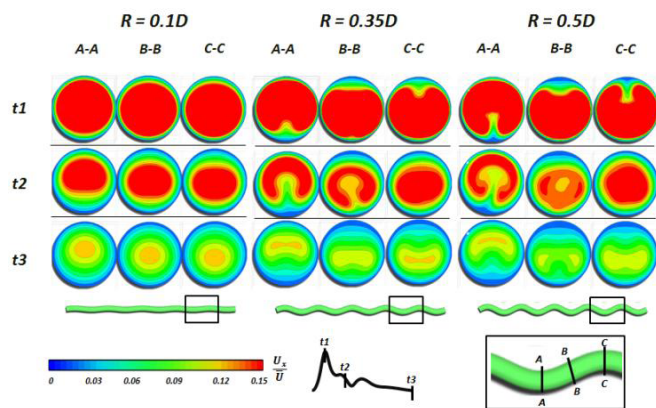 R = 0.1D R = 0.35D R = 0.5D
A-A B-B C-C A-A B-B C-C A-A B-B C-C
t1
t2
t3
U_x
U̅
0 0.03 0.06 0.09 0.12 0.15
t1
t2
t3
A
A
B
B
C
C